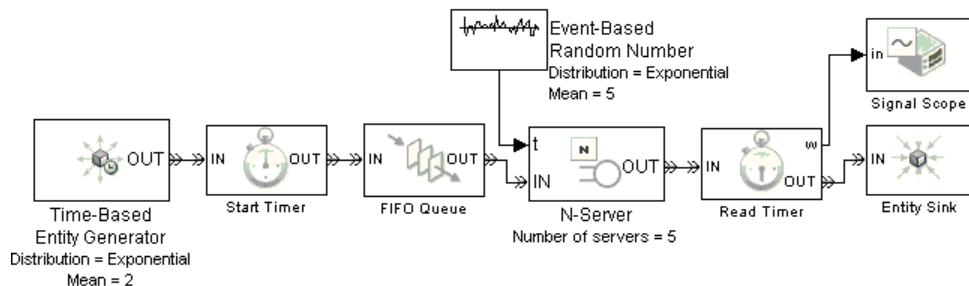 Event-Based
Random Number
Distribution = Exponential
Mean = 5
in
Signal Scope
OUT
Time-Based
Entity Generator
Distribution = Exponential
Mean = 2
IN
OUT
Start Timer
IN
OUT
FIFO Queue
t
IN
N
OUT
N-Server
Number of servers = 5
IN
w
OUT
Read Timer
IN
Entity Sink